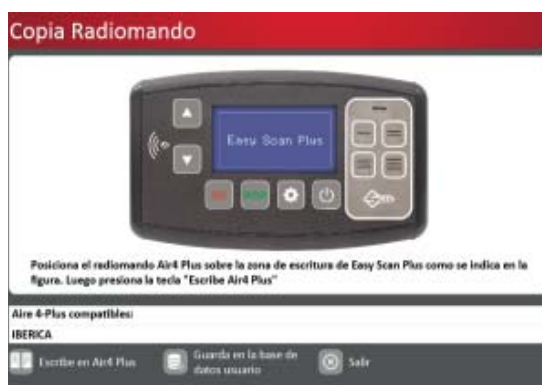 Copia Radiomando
Easy Scan Plus
Posiciona el radiomando Air4 Plus sobre la zona de escritura de Easy Scan Plus como se indica en la
figura. Luego presiona la tecla "Escribe Air4 Plus"
Aire 4-Plus compatibles:
IBERICA
Escribe en Air4 Plus
Guarda en la base de
datos usuario
Salir